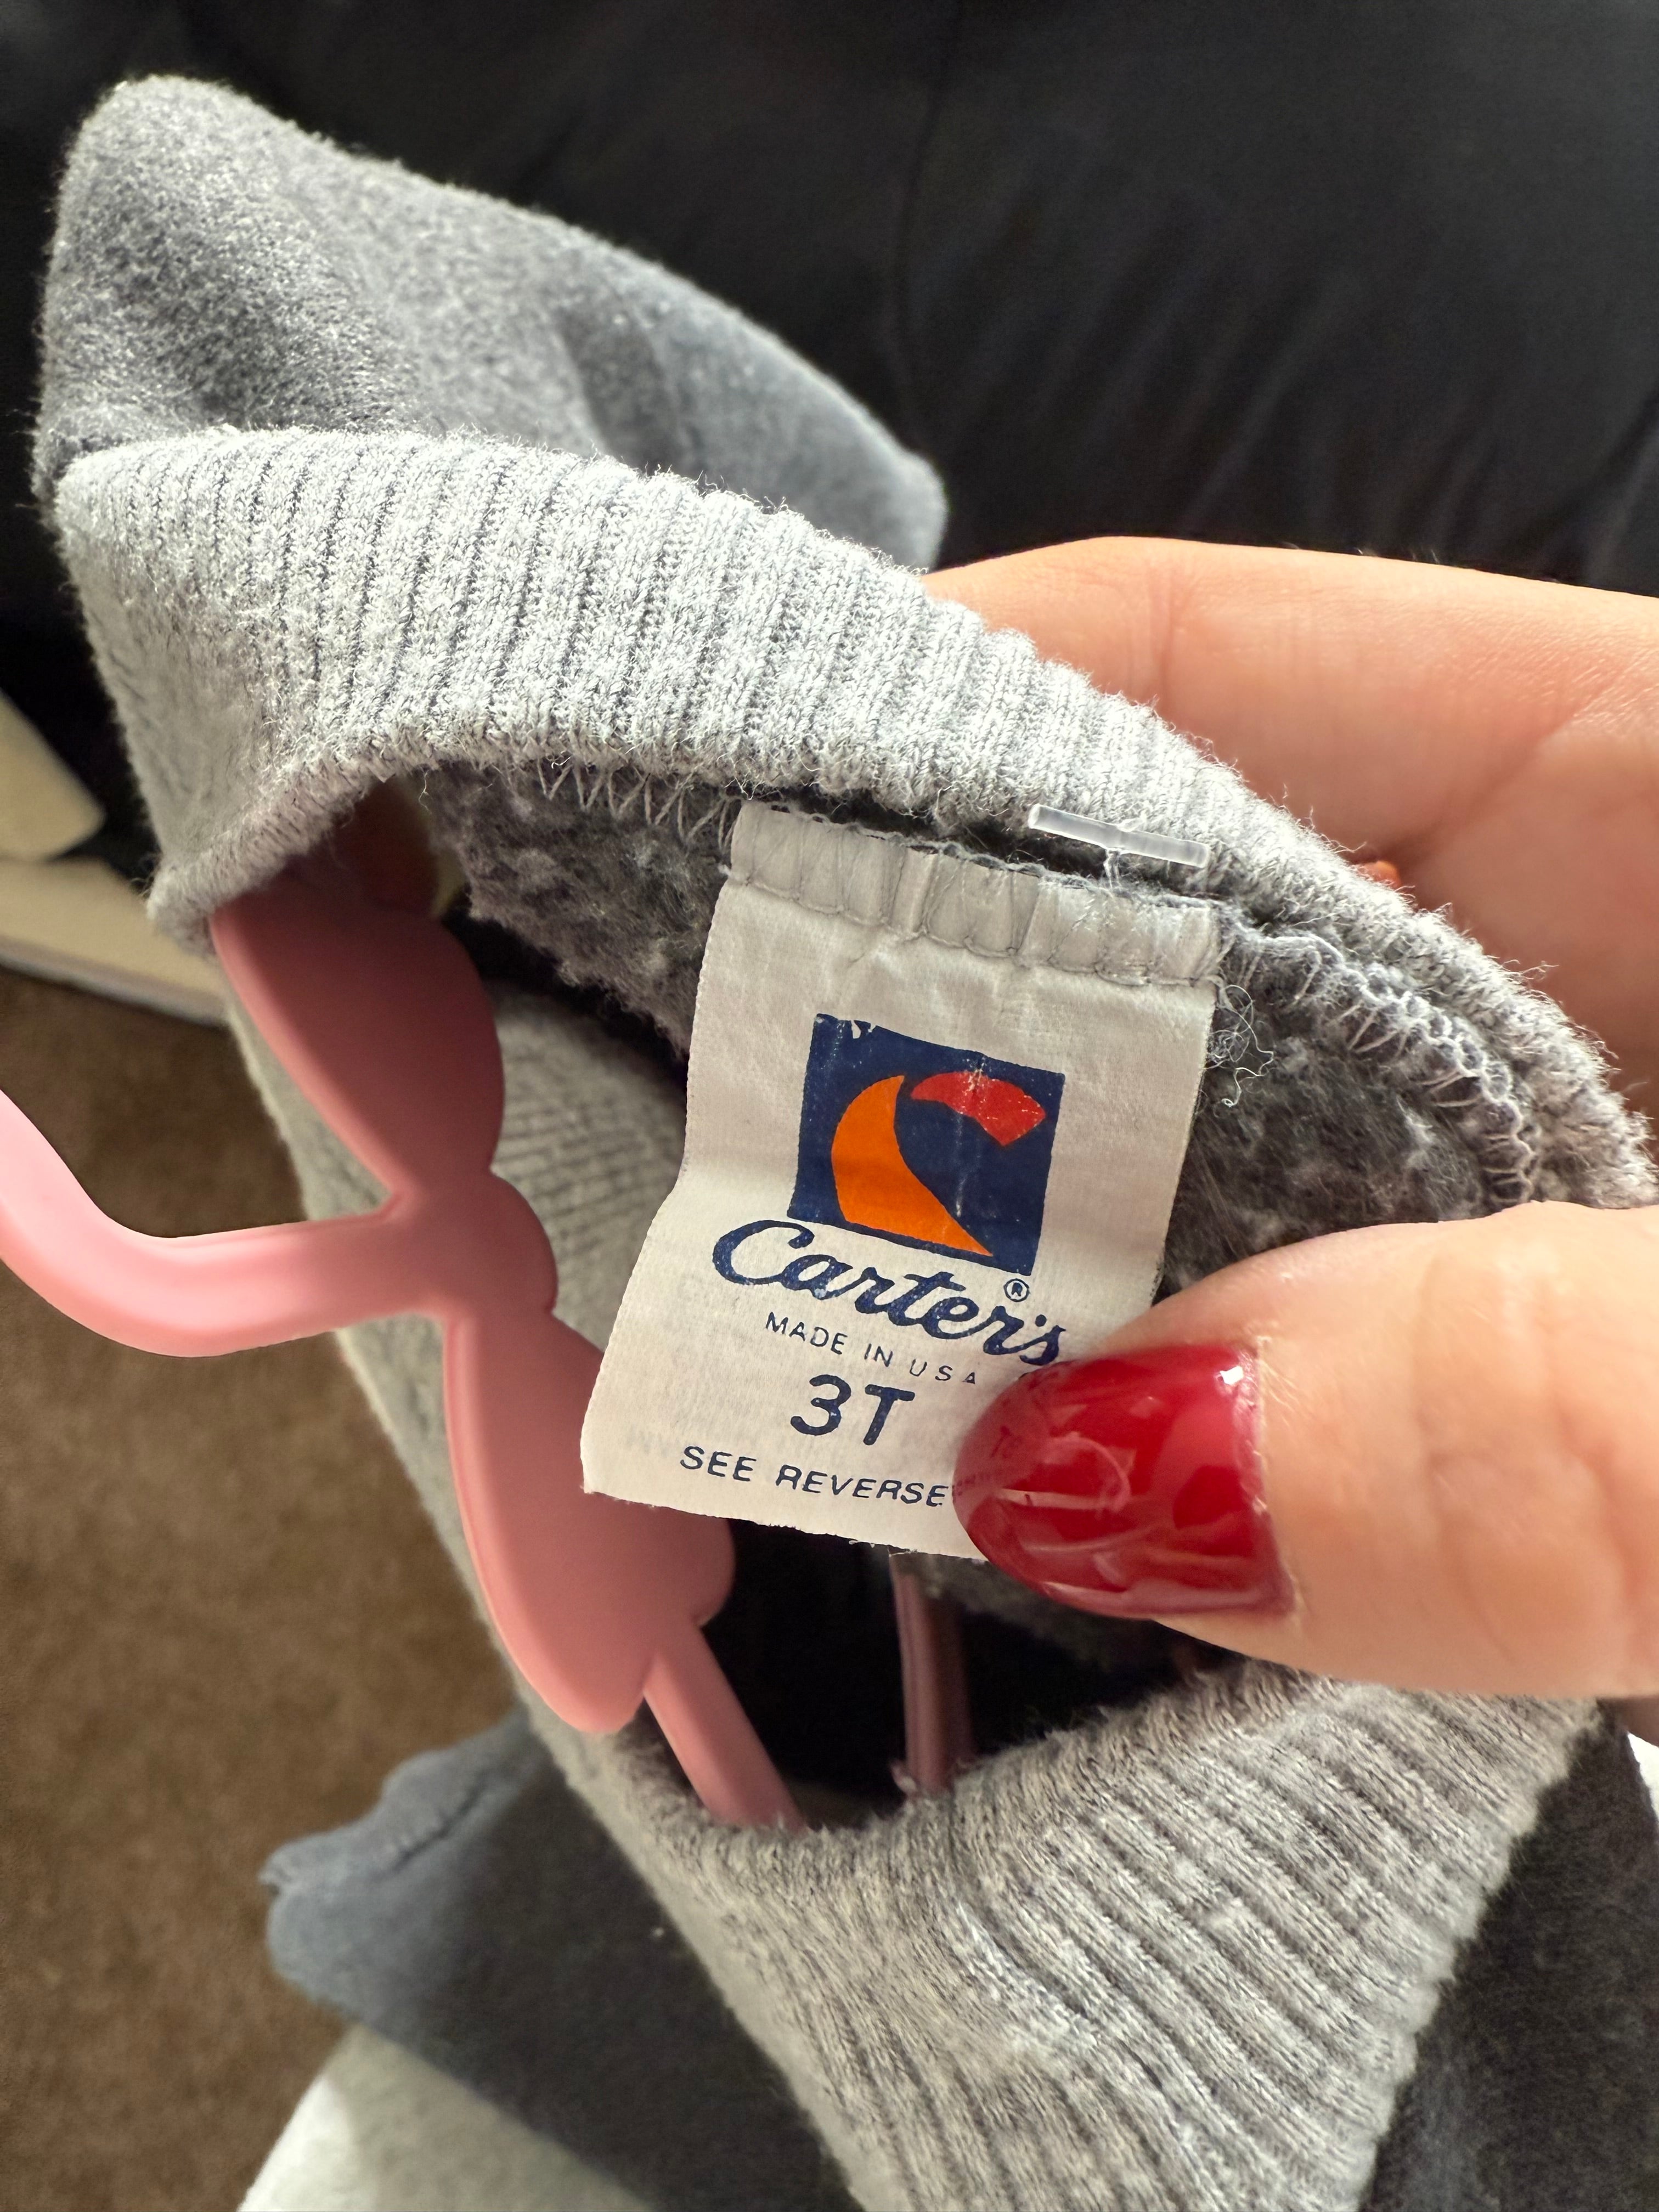 Carter's®
MADE IN USA
3T
SEE REVERSE